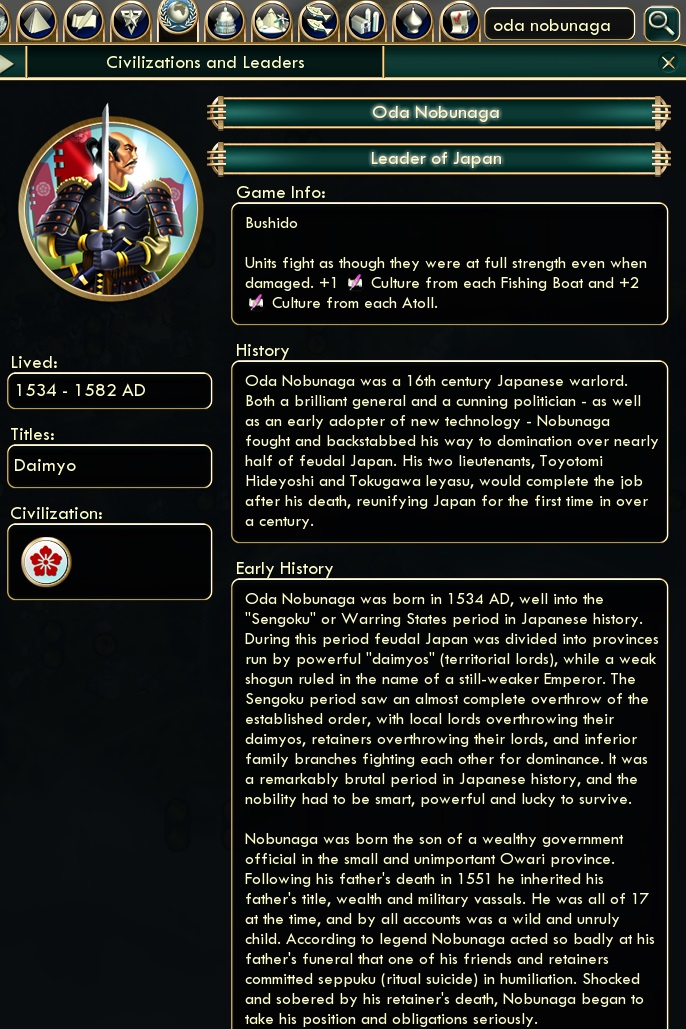 oda nobunaga
Civilizations and Leaders
Oda Nobunaga
Leader of Japan
Game Info:
Bushido
Units fight as though they were at full strength even when
damaged. +1 Culture from each Fishing Boat and +2
Culture from each Atoll.
Lived:
1534 - 1582 AD
Titles:
Daimyo
Civilization:
History
Oda Nobunaga was a 16th century Japanese warlord.
Both a brilliant general and a cunning politician - as well
as an early adopter of new technology - Nobunaga
fought and backstabbed his way to domination over nearly
half of feudal Japan. His two lieutenants, Toyotomi
Hideyoshi and Tokugawa Ieyasu, would complete the job
after his death, reunifying Japan for the first time in over
a century.
Early History
Oda Nobunaga was born in 1534 AD, well into the
"Sengoku" or Warring States period in Japanese history.
During this period feudal Japan was divided into provinces
run by powerful "daimyos" (territorial lords), while a weak
shogun ruled in the name of a still-weaker Emperor. The
Sengoku period saw an almost complete overthrow of the
established order, with local lords overthrowing their
daimyos, retainers overthrowing their lords, and inferior
family branches fighting each other for dominance. It was
a remarkably brutal period in Japanese history, and the
nobility had to be smart, powerful and lucky to survive.
Nobunaga was born the son of a wealthy government
official in the small and unimportant Owari province.
Following his father's death in 1551 he inherited his
father's title, wealth and military vassals. He was all of 17
at the time, and by all accounts was a wild and unruly
child. According to legend Nobunaga acted so badly at his
father's funeral that one of his friends and retainers
committed seppuku (ritual suicide) in humiliation. Shocked
and sobered by his retainer's death, Nobunaga began to
take his position and obligations seriously.